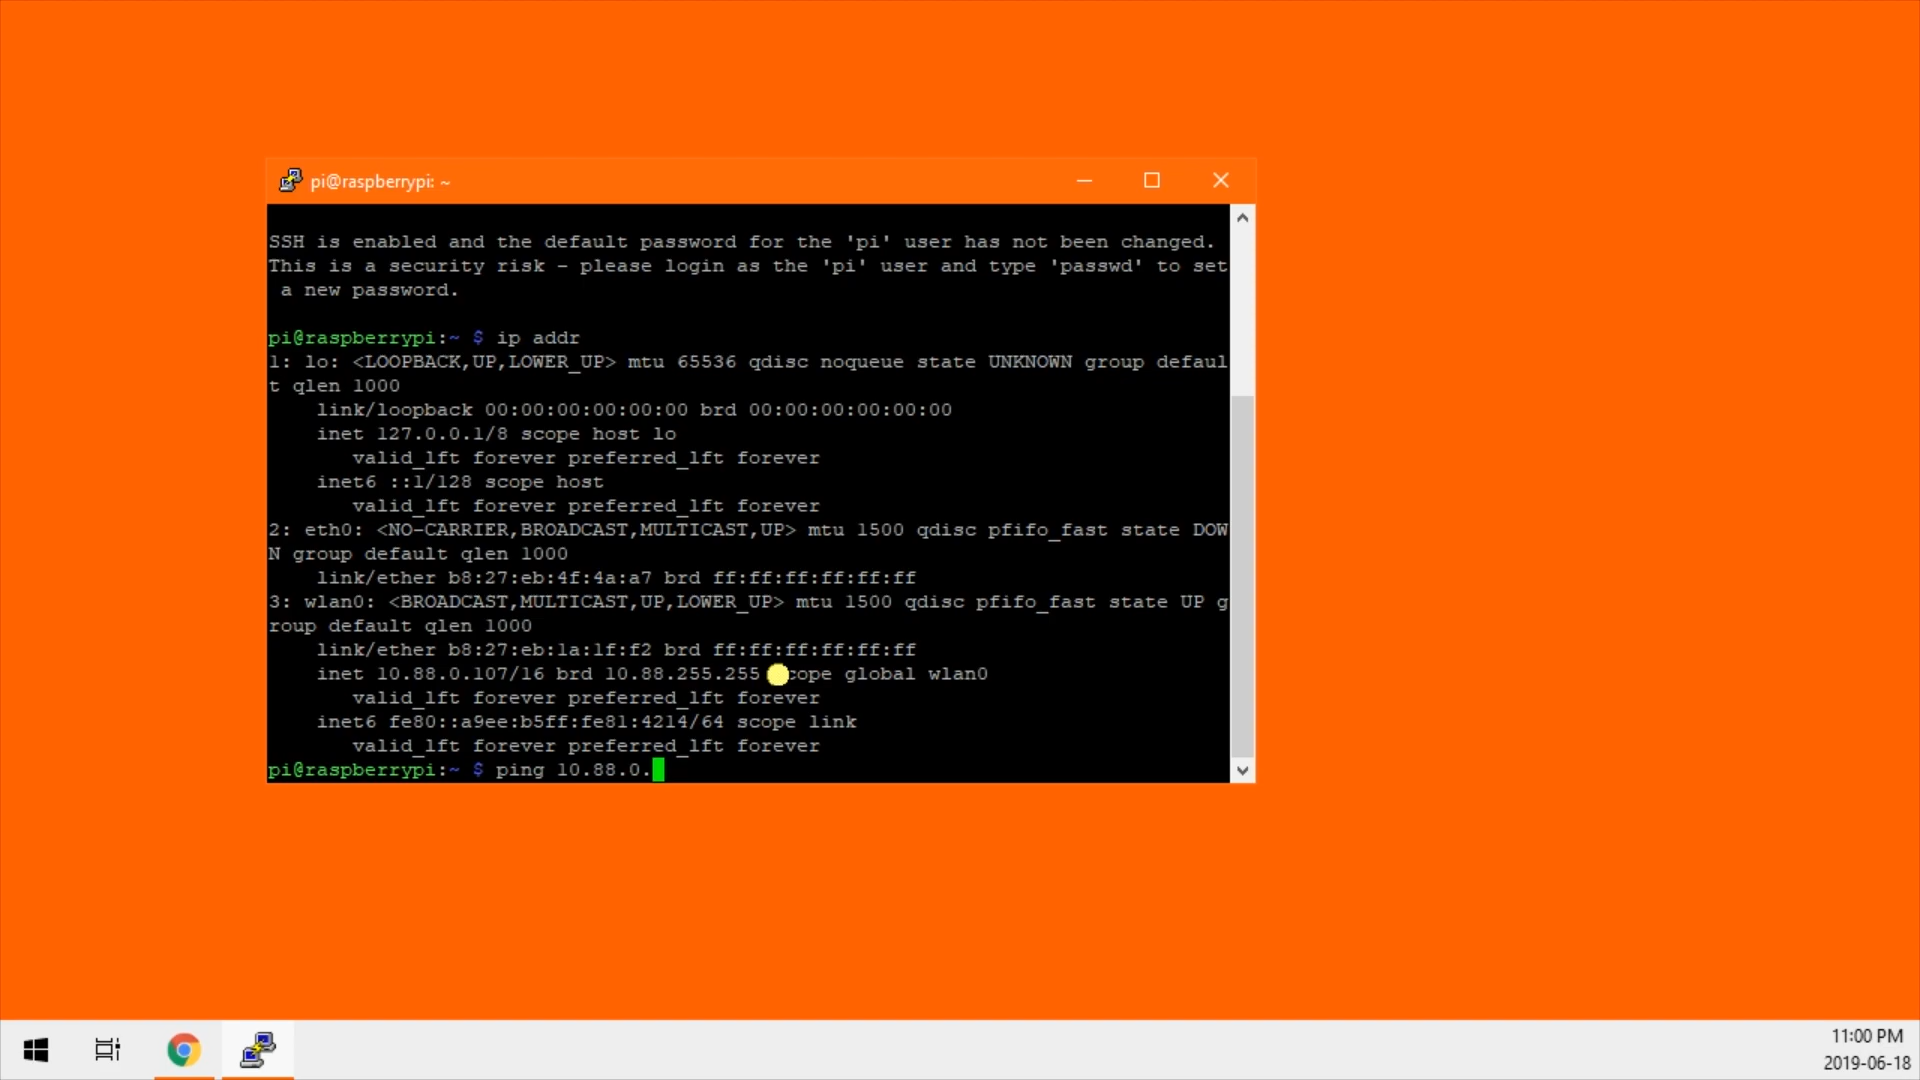 pi@raspberrypi: ~
SSH is enabled and the default password for the 'pi' user has not been changed.
This is a security risk - please login as the 'pi' user and type 'passwd' to set
 a new password.
pi@raspberrypi:~ $ ip addr
1: lo: <LOOPBACK,UP,LOWER_UP> mtu 65536 qdisc noqueue state UNKNOWN group defaul
t qlen 1000
    link/loopback 00:00:00:00:00:00 brd 00:00:00:00:00:00
    inet 127.0.0.1/8 scope host lo
       valid_lft forever preferred_lft forever
    inet6 ::1/128 scope host
       valid_lft forever preferred_lft forever
2: eth0: <NO-CARRIER,BROADCAST,MULTICAST,UP> mtu 1500 qdisc pfifo_fast state DOW
N group default qlen 1000
    link/ether b8:27:eb:4f:4a:a7 brd ff:ff:ff:ff:ff:ff
3: wlan0: <BROADCAST,MULTICAST,UP,LOWER_UP> mtu 1500 qdisc pfifo_fast state UP g
roup default qlen 1000
    link/ether b8:27:eb:1a:1f:f2 brd ff:ff:ff:ff:ff:ff
    inet 10.88.0.107/16 brd 10.88.255.255 scope global wlan0
       valid_lft forever preferred_lft forever
    inet6 fe80::a9ee:b5ff:fe81:4214/64 scope link
       valid_lft forever preferred_lft forever
pi@raspberrypi:~ $ ping 10.88.0.
11:00 PM
2019-06-18